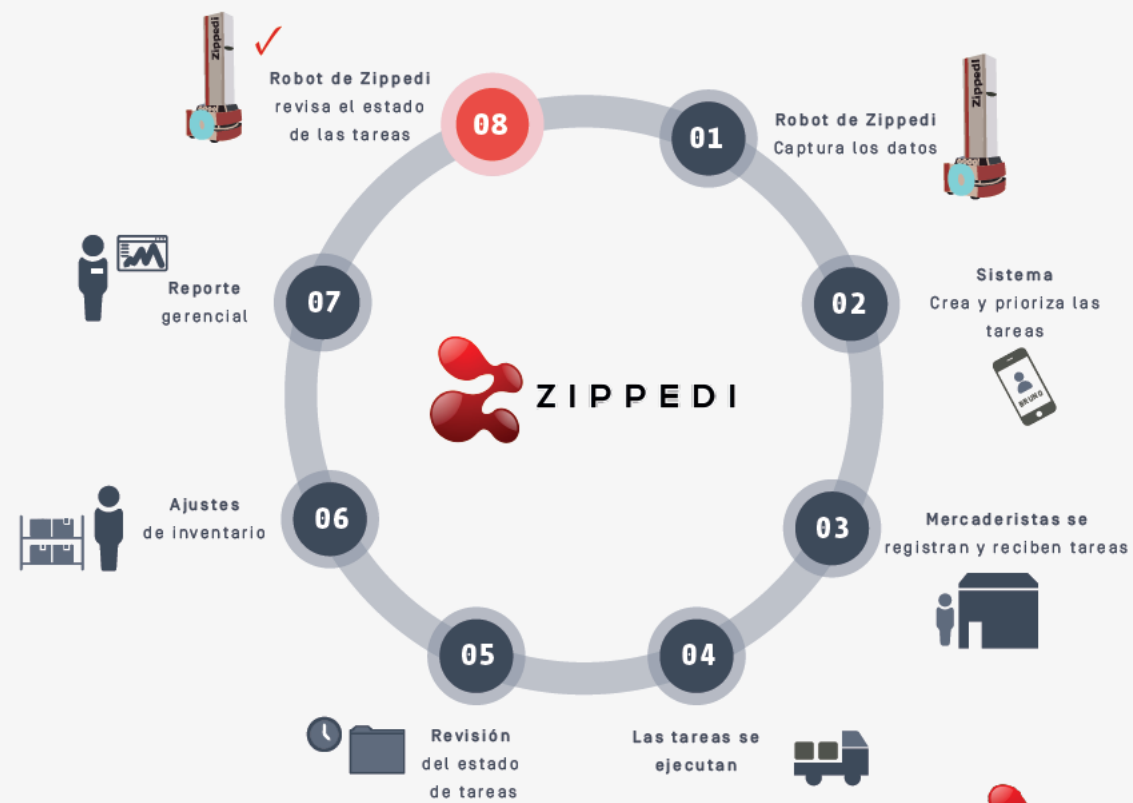 Zippedi
Robot de Zippedi
revisa el estado
de las tareas
08
01
Robot de Zippedi
Captura los datos
Zippedi
02
Sistema
Crea y prioriza las
tareas
BRUNO
03
Mercaderistas se
registran y reciben tareas
04
Las tareas se
ejecutan
05
Revisión
del estado
de tareas
06
Ajustes
de inventario
07
Reporte
gerencial
ZIPPEDI